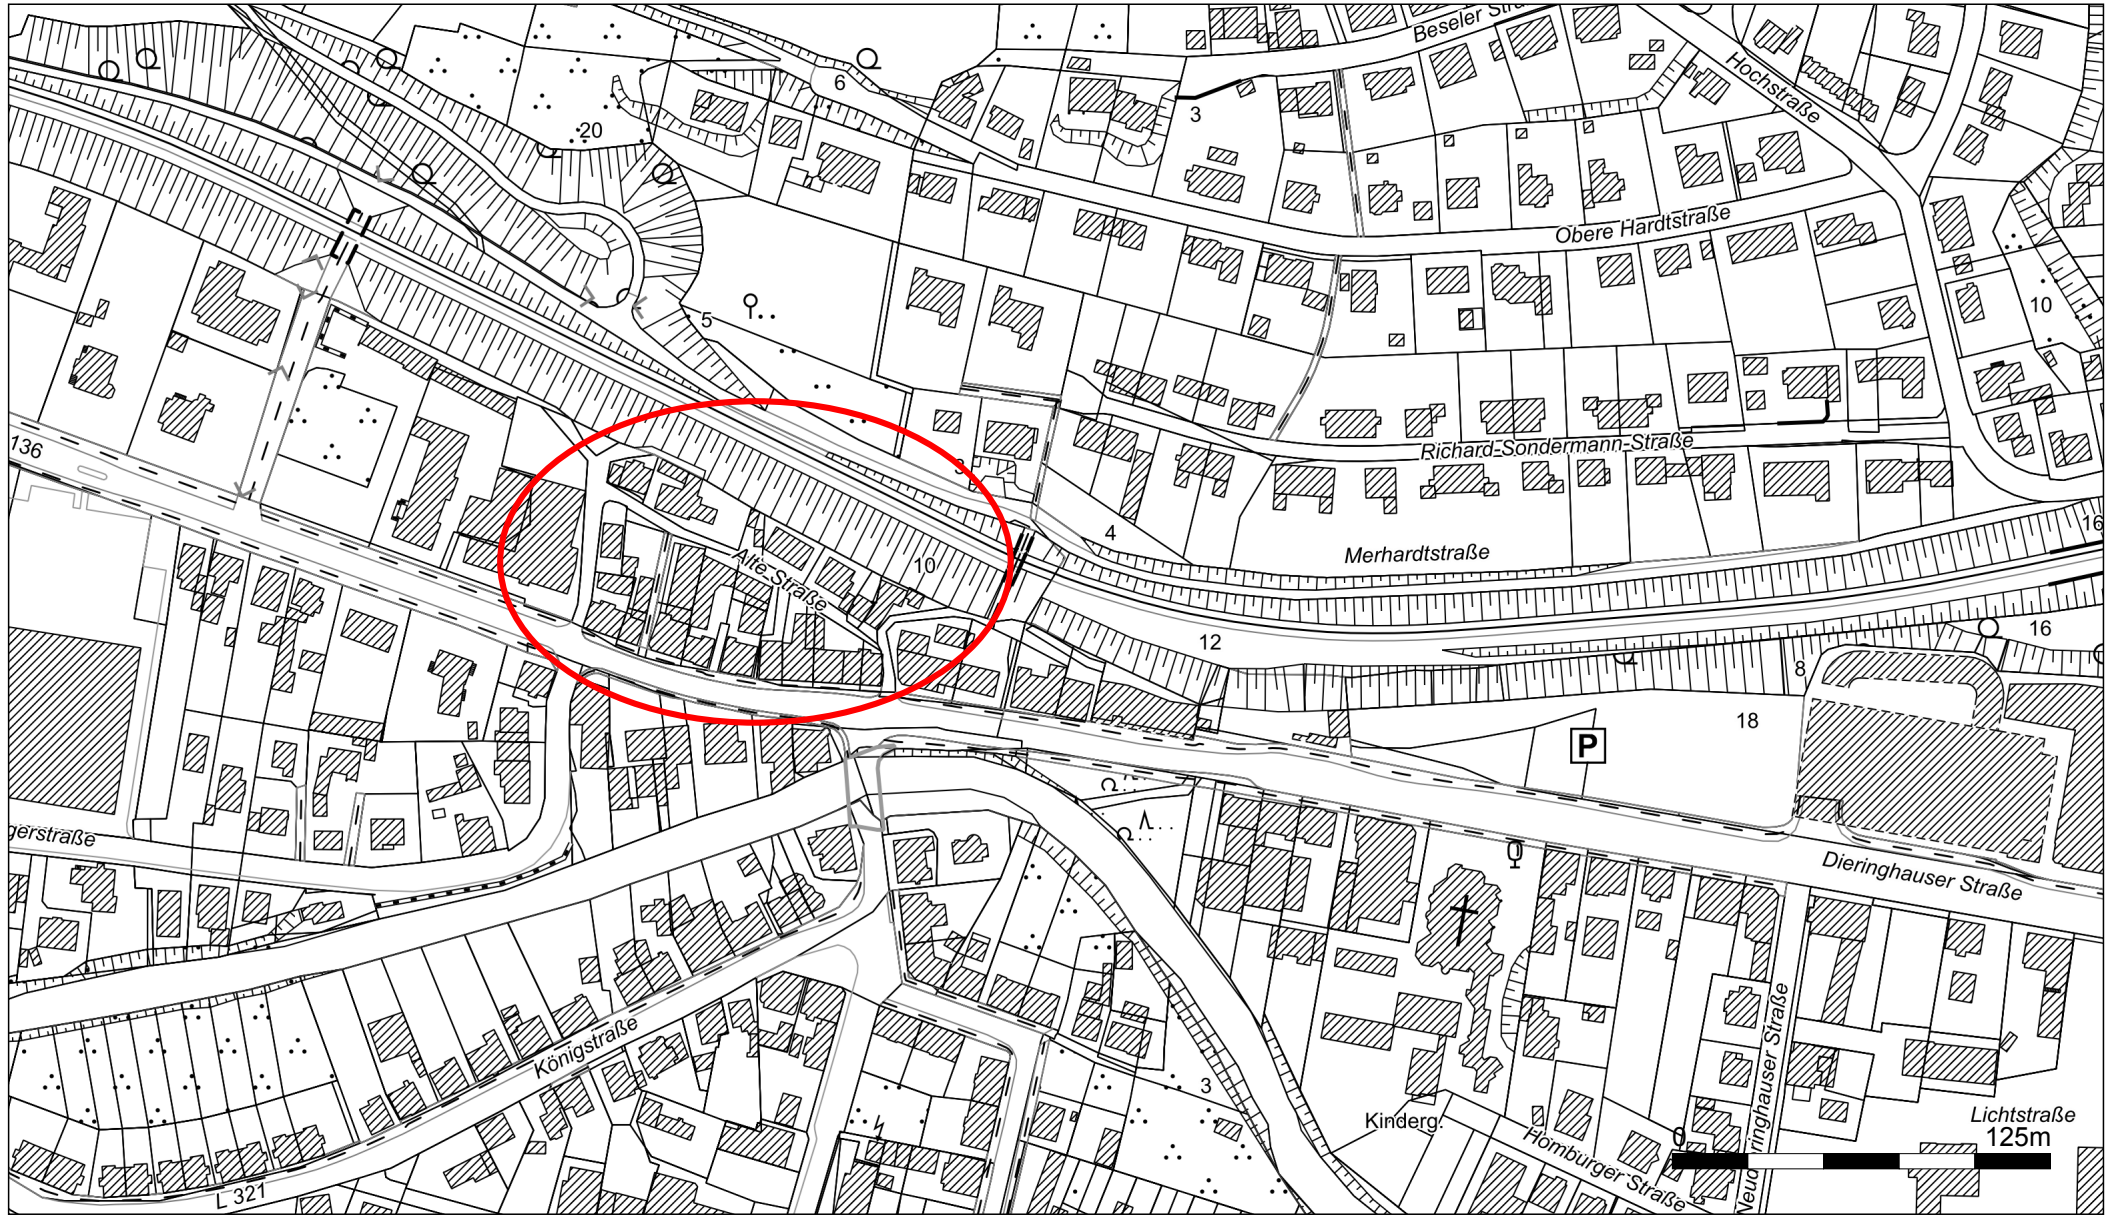 Beseler Stra
6
Hochstraße
3
20
Obere Hardtstraße
10
5
136
Richard-Sondermann-Straße
9
16
4
Merhardtstraße
Alte Straße
10
12
16
8
18
P
gerstraße
Dieringhauser Straße
Königstraße
3
Neudieringhauser Straße
Kinderg.
Lichtstraße
Homburger Straße
125m
0
L 321